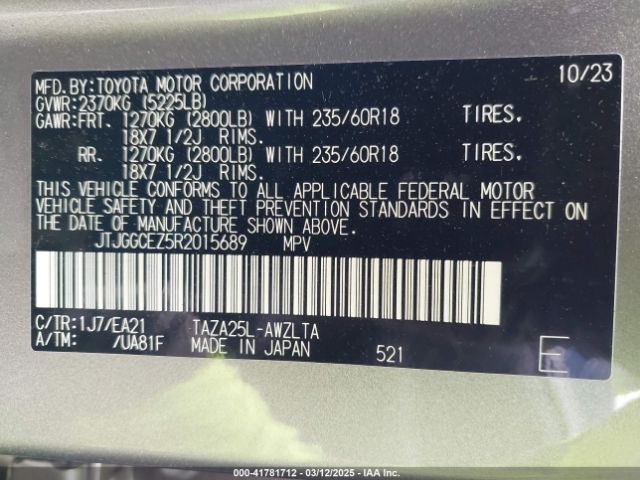 MFD.BY:TOYOTA MOTOR CORPORATION 10/23
GVWR:2370KG (5225LB)
GAWR:FRT. 1270KG (2800LB) WITH 235/60R18 TIRES.
18X7 1/2J RIMS.
RR. 1270KG (2800LB) WITH 235/60R18 TIRES.
18X7 1/2J RIMS.
THIS VEHICLE CONFORMS TO ALL APPLICABLE FEDERAL MOTOR
VEHICLE SAFETY AND THEFT PREVENTION STANDARDS IN EFFECT ON
THE DATE OF MANUFACTURE SHOWN ABOVE.
JTJGGCEZ5R2015689 MPV
C/TR:1J7/EA21 TAZA25L-AWZLTA
A/TM: /UA81F MADE IN JAPAN 521 E
000-41781712 - 03/12/2025 - IAAI.COM